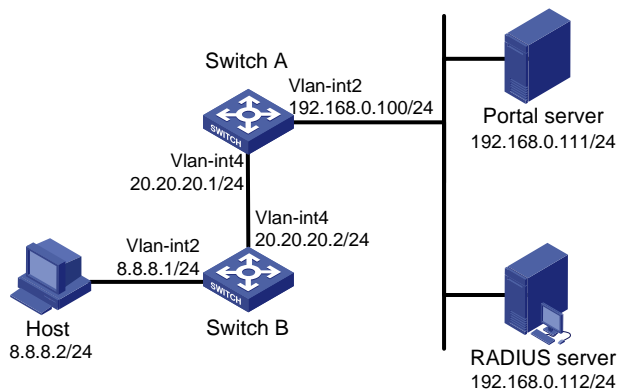 Switch A
Vlan-int2
192.168.0.100/24
Portal server
192.168.0.111/24
SWITCH
Vlan-int4
20.20.20.1/24
Vlan-int4
20.20.20.2/24
Vlan-int2
8.8.8.1/24
SWITCH
Host
8.8.8.2/24
Switch B
RADIUS server
192.168.0.112/24